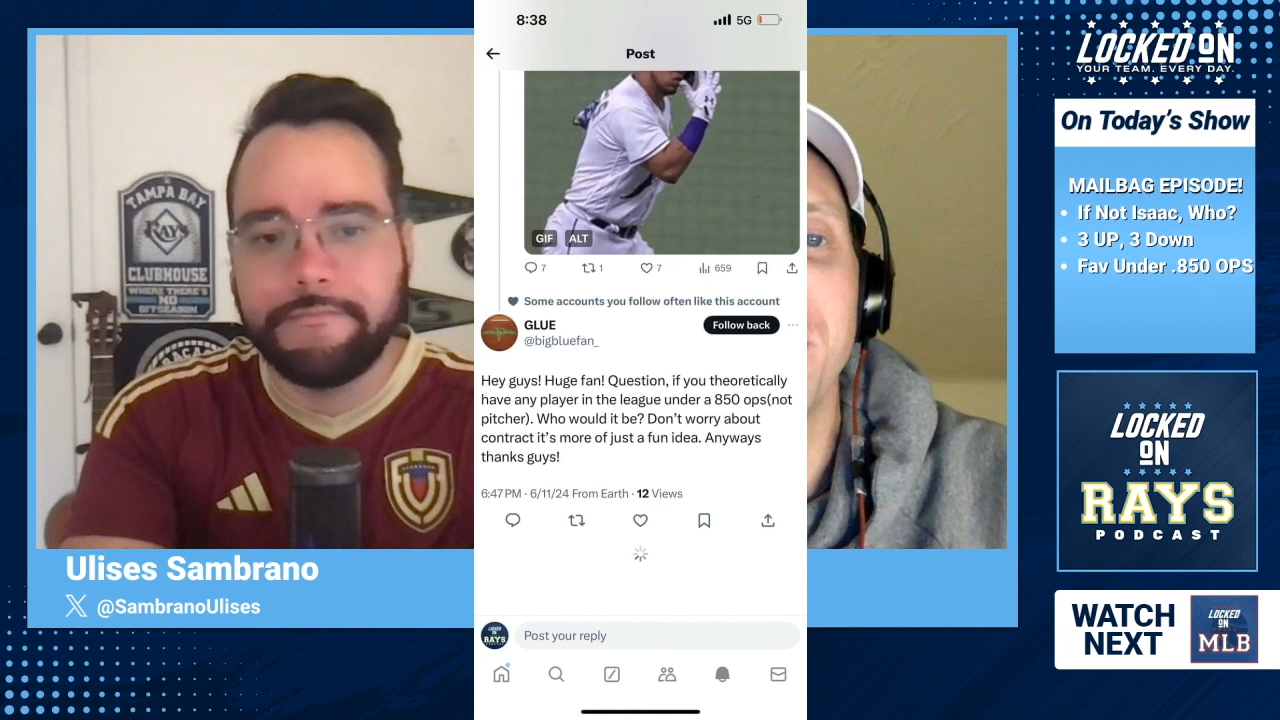 TAMPA BAY
RAYS
CLUBHOUSE
WHERE THERE'S
NO
OFFSEASON
Ulises Sambrano
@SambranoUlises
8:38
5G
Post
GIF
ALT
7
1
7
659
Some accounts you follow often like this account
GLUE
@bigbluefan_
Follow back
Hey guys! Huge fan! Question, if you theoretically
have any player in the league under a 850 ops(not
pitcher). Who would it be? Don’t worry about
contract it’s more of just a fun idea. Anyways
thanks guys!
6:47 PM · 6/11/24 From Earth · 12 Views
LOCKED
ON
RAYS
Post your reply
LOCKED ON
YOUR TEAM. EVERY DAY.
On Today's Show
MAILBAG EPISODE!
• If Not Isaac, Who?
• 3 UP, 3 Down
• Fav Under .850 OPS
LOCKED
ON
RAYS
PODCAST
WATCH
NEXT
LOCKED
ON
MLB